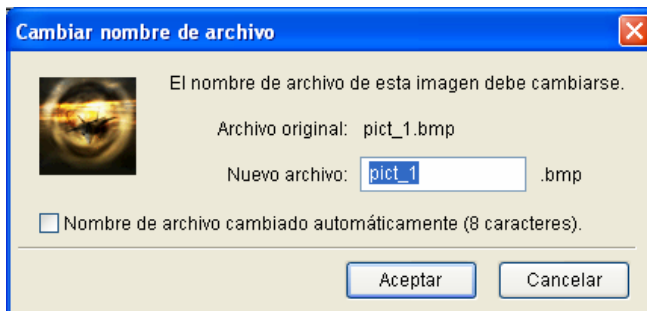 Cambiar nombre de archivo
El nombre de archivo de esta imagen debe cambiarse.
Archivo original: pict_1.bmp
Nuevo archivo: pict_1 .bmp
Nombre de archivo cambiado automáticamente (8 caracteres).
Aceptar Cancelar